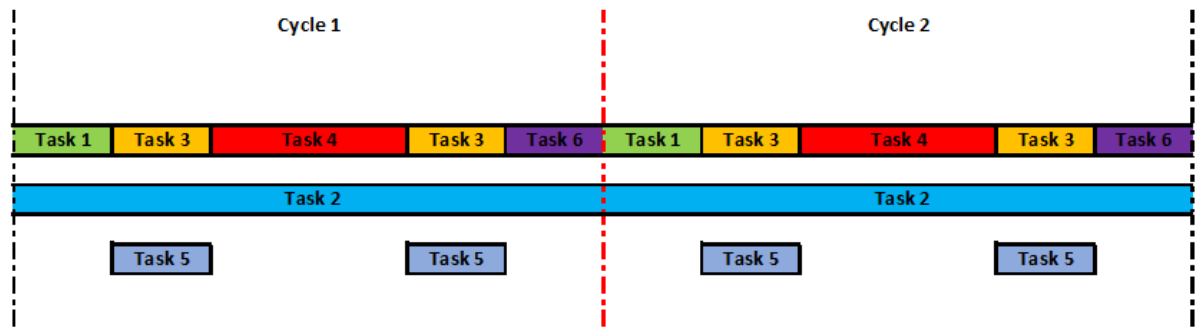 Cycle 1 Cycle 2
Task 1 Task 3 Task 4 Task 3 Task 6 Task 1 Task 3 Task 4 Task 3 Task 6
Task 2 Task 2
Task 5 Task 5 Task 5 Task 5